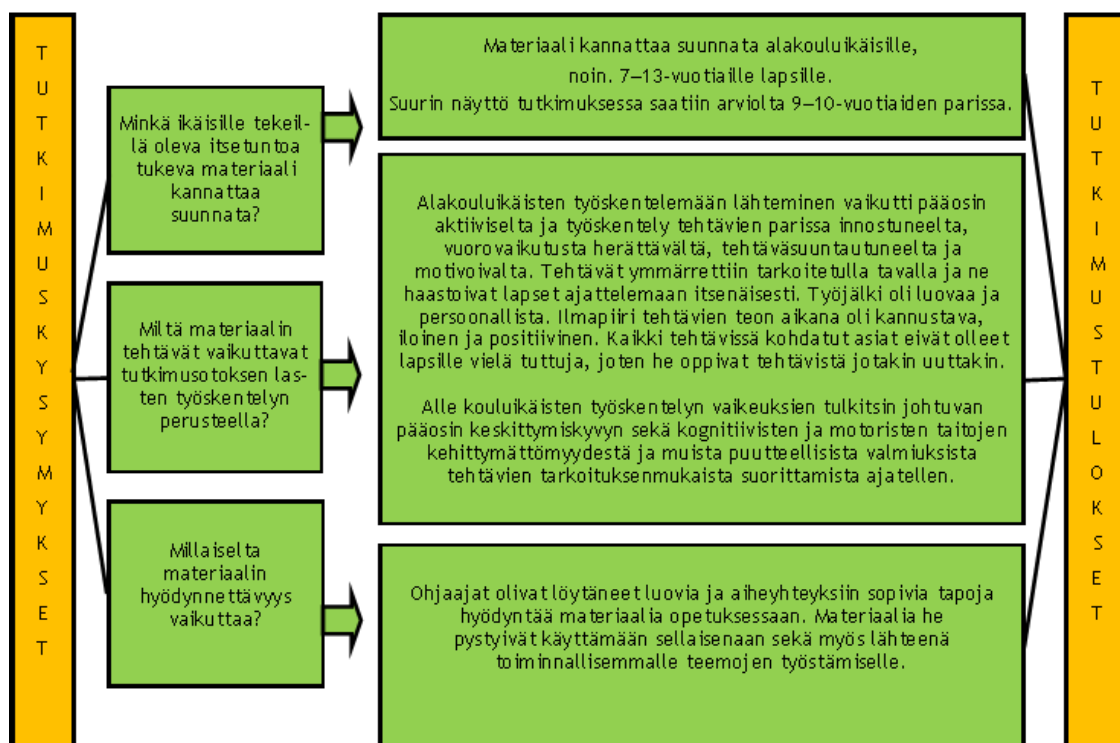 TUTKIMUSKYSYMYKSET
Minkä ikäisille tekeil-
lä oleva itsetuntoa
tukeva materiaali
kannattaa
suunnata?
Materiaali kannattaa suunnata alakouluikäisille,
noin. 7–13-vuotiaille lapsille.
Suurin näyttö tutkimuksessa saatiin arviolta 9–10-vuotiaiden parissa.
Miltä materiaalin
tehtävät vaikuttavat
tutkimusotoksen las-
ten työskentelyn
perusteella?
Alakouluikäisten työskentelemään lähteminen vaikutti pääosin
aktiiviselta ja työskentely tehtävien parissa innostuneelta,
vuorovaikutusta herättävältä, tehtäväsuuntautuneelta ja
motivoivalta. Tehtävät ymmärrettiin tarkoitetulla tavalla ja ne
haastoivat lapset ajattelemaan itsenäisesti. Työjälki oli luovaa ja
persoonallista. Ilmapiiri tehtävien teon aikana oli kannustava,
iloinen ja positiivinen. Kaikki tehtävissä kohdatut asiat eivät olleet
lapsille vielä tuttuja, joten he oppivat tehtävistä jotakin uuttakin.
Alle kouluikäisten työskentelyn vaikeuksien tulkitsin johtuvan
pääosin keskittymiskyvyn sekä kognitiivisten ja motoristen taitojen
kehittymättömyydestä ja muista puutteellisista valmiuksista
tehtävien tarkoituksenmukaista suorittamista ajatellen.
Millaiselta
materiaalin
hyödynnettävyys
vaikuttaa?
Ohjaajat olivat löytäneet luovia ja aiheyhteyksiin sopivia tapoja
hyödyntää materiaalia opetuksessaan. Materiaalia he
pystyivät käyttämään sellaisenaan sekä myös lähteenä
toiminnallisemmalle teemojen työstämiselle.
TUTKIMUSTULOKSET